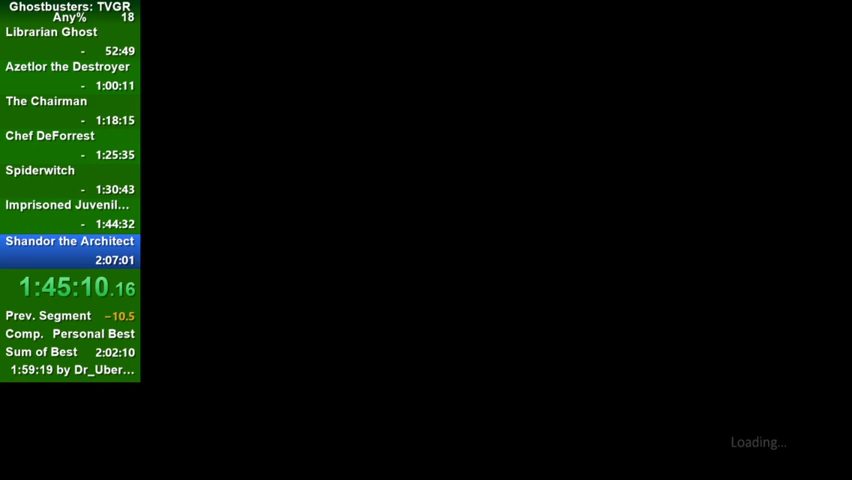 Ghostbusters: TVGR
Any% 18
Librarian Ghost
- 52:49
Azetlor the Destroyer
- 1:00:11
The Chairman
- 1:18:15
Chef DeForrest
- 1:25:35
Spiderwitch
- 1:30:43
Imprisoned Juvenil...
- 1:44:32
Shandor the Architect
2:07:01
1:45:10.16
Prev. Segment -10.5
Comp. Personal Best
Sum of Best 2:02:10
1:59:19 by Dr_Uber...
Loading...